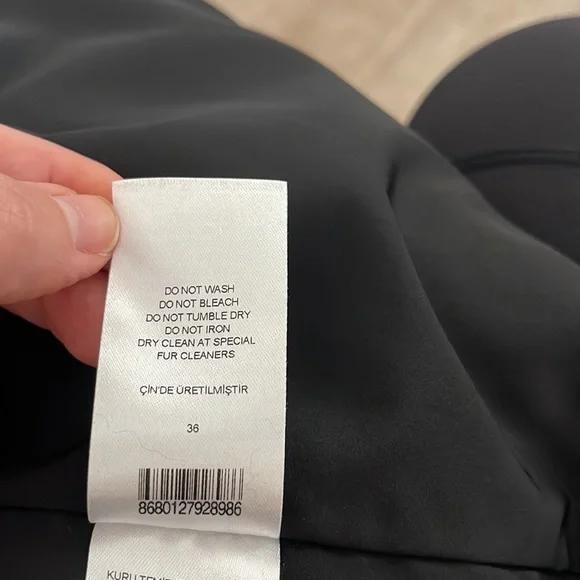 DO NOT WASH
DO NOT BLEACH
DO NOT TUMBLE DRY
DO NOT IRON
DRY CLEAN AT SPECIAL
FUR CLEANERS
ÇİN'DE ÜRETİLMİŞTİR
36
8680127928986
KURU